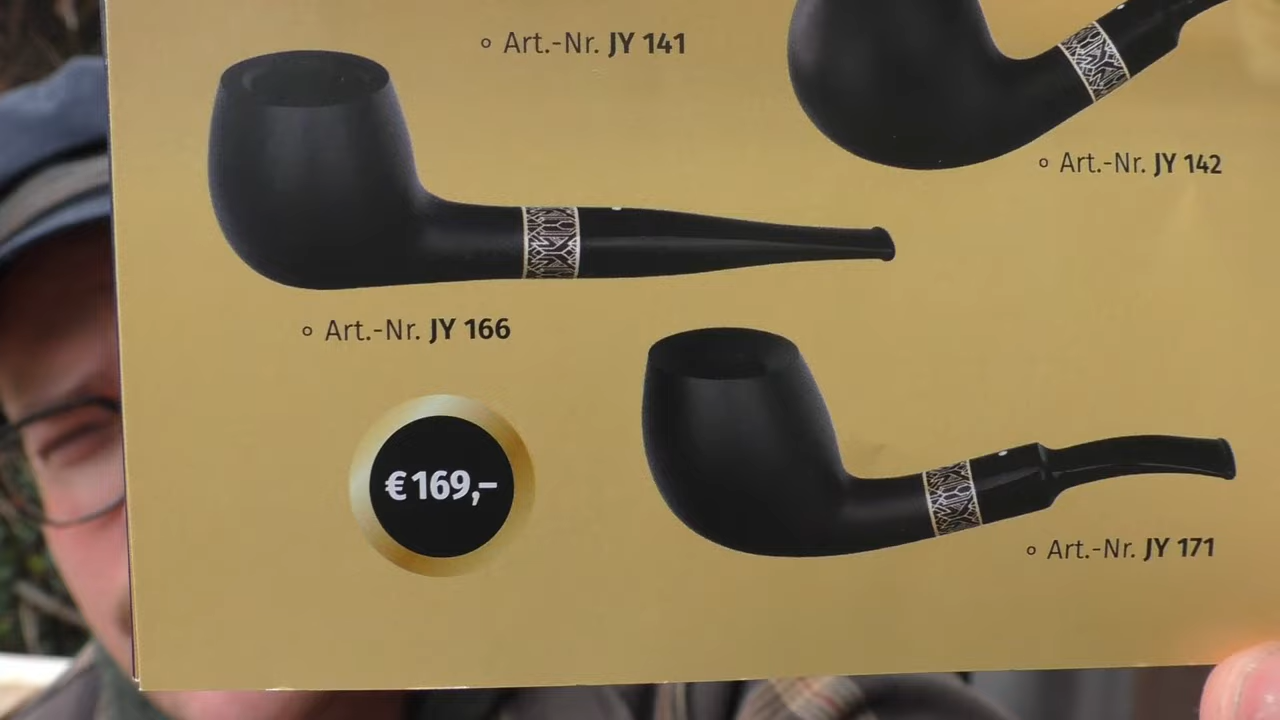 Art.-Nr. JY 141
Art.-Nr. JY 142
Art.-Nr. JY 166
€ 169,–
Art.-Nr. JY 171